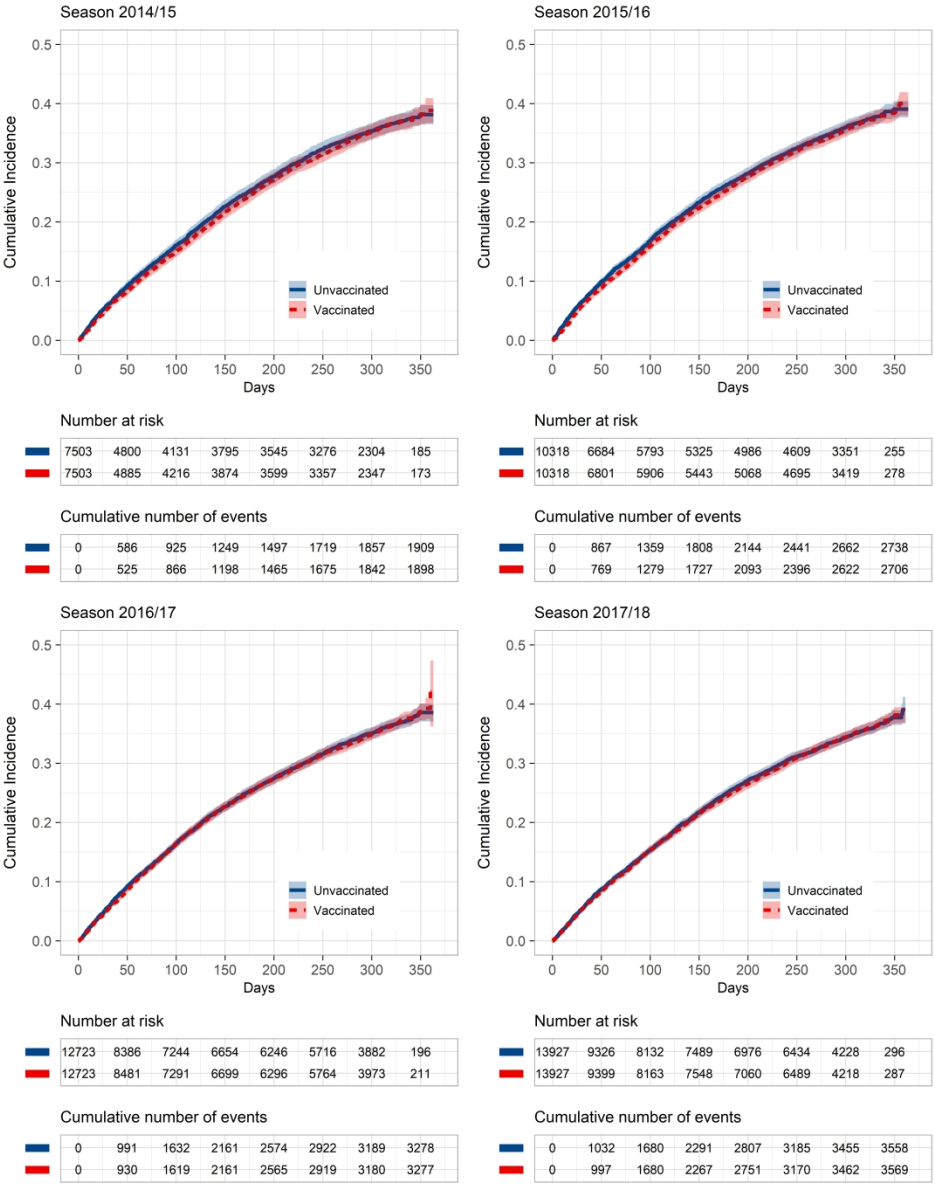 Season 2014/15
Cumulative Incidence
0.5
0.4
0.3
0.2
0.1
0.0
Unvaccinated
Vaccinated
0 50 100 150 200 250 300 350
Days
Number at risk
7503 4800 4131 3795 3545 3276 2304 185
7503 4885 4216 3874 3599 3357 2347 173
Cumulative number of events
0 586 925 1249 1497 1719 1857 1909
0 525 866 1198 1465 1675 1842 1898
Season 2015/16
Cumulative Incidence
0.5
0.4
0.3
0.2
0.1
0.0
Unvaccinated
Vaccinated
0 50 100 150 200 250 300 350
Days
Number at risk
10318 6684 5793 5325 4986 4609 3351 255
10318 6801 5906 5443 5068 4695 3419 278
Cumulative number of events
0 867 1359 1808 2144 2441 2662 2738
0 769 1279 1727 2093 2396 2622 2706
Season 2016/17
Cumulative Incidence
0.5
0.4
0.3
0.2
0.1
0.0
Unvaccinated
Vaccinated
0 50 100 150 200 250 300 350
Days
Number at risk
12723 8386 7244 6654 6246 5716 3882 196
12723 8481 7291 6699 6296 5764 3973 211
Cumulative number of events
0 991 1632 2161 2574 2922 3189 3278
0 930 1619 2161 2565 2919 3180 3277
Season 2017/18
Cumulative Incidence
0.5
0.4
0.3
0.2
0.1
0.0
Unvaccinated
Vaccinated
0 50 100 150 200 250 300 350
Days
Number at risk
13927 9326 8132 7489 6976 6434 4228 296
13927 9399 8163 7548 7060 6489 4218 287
Cumulative number of events
0 1032 1680 2291 2807 3185 3455 3558
0 997 1680 2267 2751 3170 3462 3569